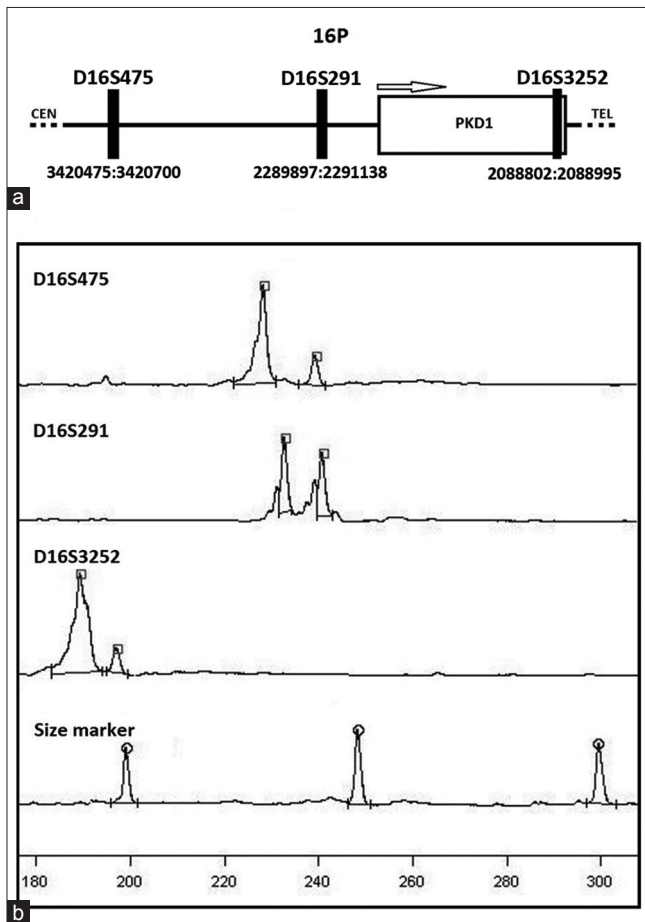 16P
D16S475 D16S291 D16S3252
CEN PKD1 TEL
3420475:3420700 2289897:2291138 2088802:2088995
a
D16S475
D16S291
D16S3252
Size marker
180 200 220 240 260 280 300
b